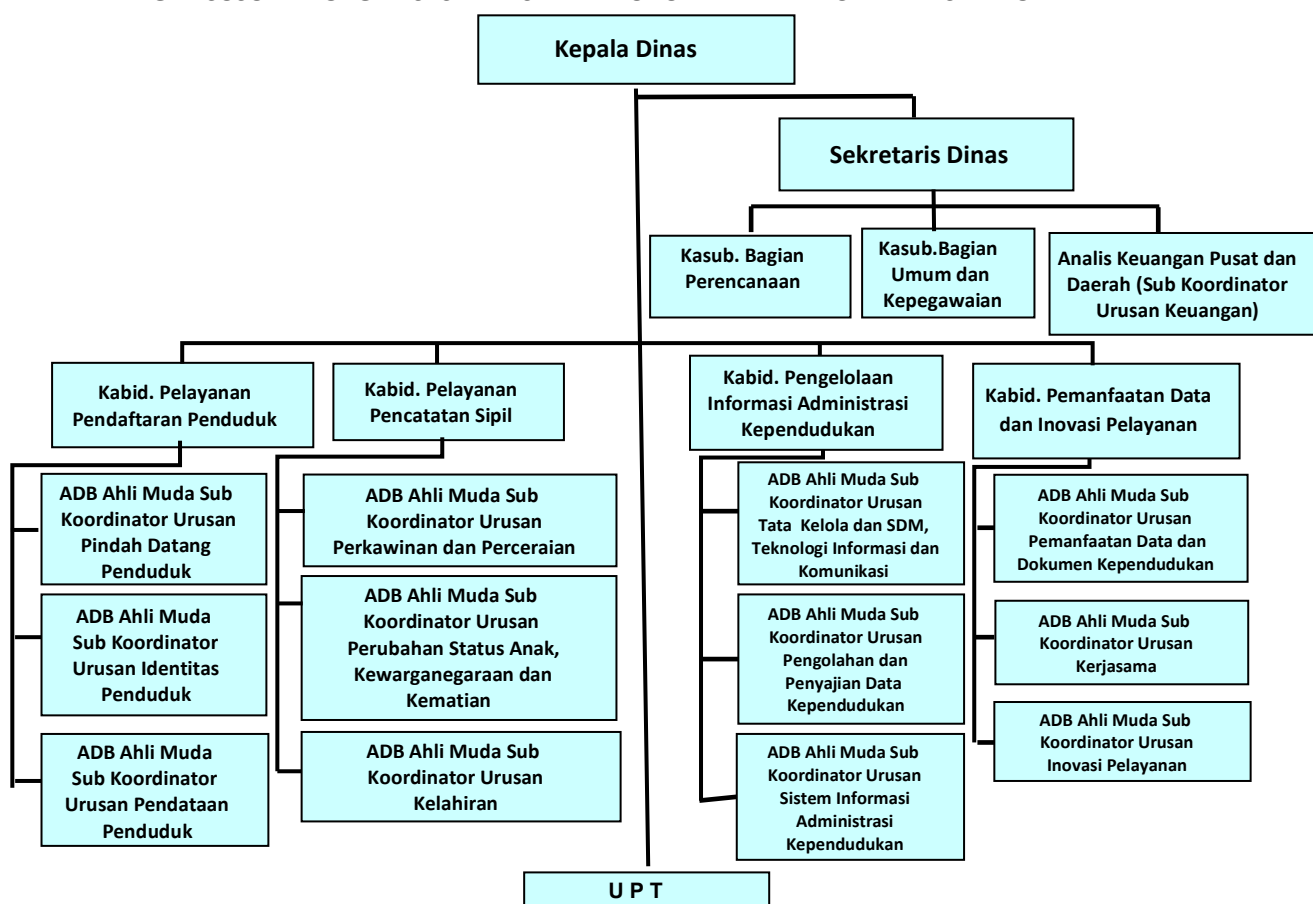 Kepala Dinas
Sekretaris Dinas
Kasub. Bagian
Perencanaan
Kasub.Bagian
Umum dan
Kepegawaian
Analis Keuangan Pusat dan
Daerah (Sub Koordinator
Urusan Keuangan)
Kabid. Pelayanan
Pendaftaran Penduduk
Kabid. Pelayanan
Pencatatan Sipil
Kabid. Pengelolaan
Informasi Administrasi
Kependudukan
Kabid. Pemanfaatan Data
dan Inovasi Pelayanan
ADB Ahli Muda Sub
Koordinator Urusan
Pindah Datang
Penduduk
ADB Ahli Muda
Sub Koordinator
Urusan Identitas
Penduduk
ADB Ahli Muda
Sub Koordinator
Urusan Pendataan
Penduduk
ADB Ahli Muda Sub
Koordinator Urusan
Perkawinan dan Perceraian
ADB Ahli Muda Sub
Koordinator Urusan
Perubahan Status Anak,
Kewarganegaraan dan
Kematian
ADB Ahli Muda Sub
Koordinator Urusan
Kelahiran
ADB Ahli Muda Sub
Koordinator Urusan
Tata Kelola dan SDM,
Teknologi Informasi dan
Komunikasi
ADB Ahli Muda Sub
Koordinator Urusan
Pengolahan dan
Penyajian Data
Kependudukan
ADB Ahli Muda Sub
Koordinator Urusan
Sistem Informasi
Administrasi
Kependudukan
ADB Ahli Muda Sub
Koordinator Urusan
Pemanfaatan Data dan
Dokumen Kependudukan
ADB Ahli Muda Sub
Koordinator Urusan
Kerjasama
ADB Ahli Muda Sub
Koordinator Urusan
Inovasi Pelayanan
U P T